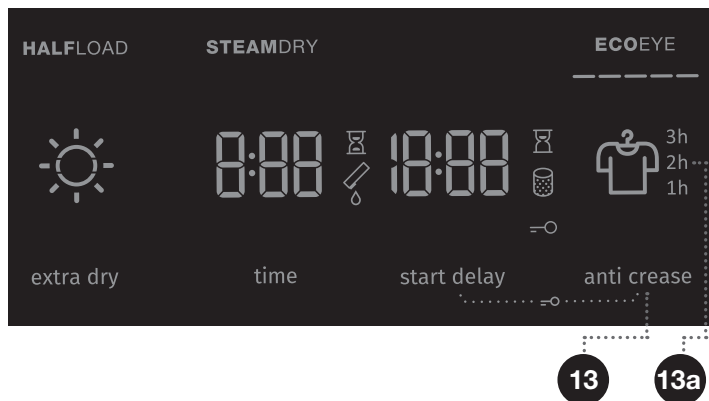 HALFLOAD STEAMDRY ECOEYE
8:88 18:88 3h
2h
1h
extra dry time start delay anti crease
13 13a